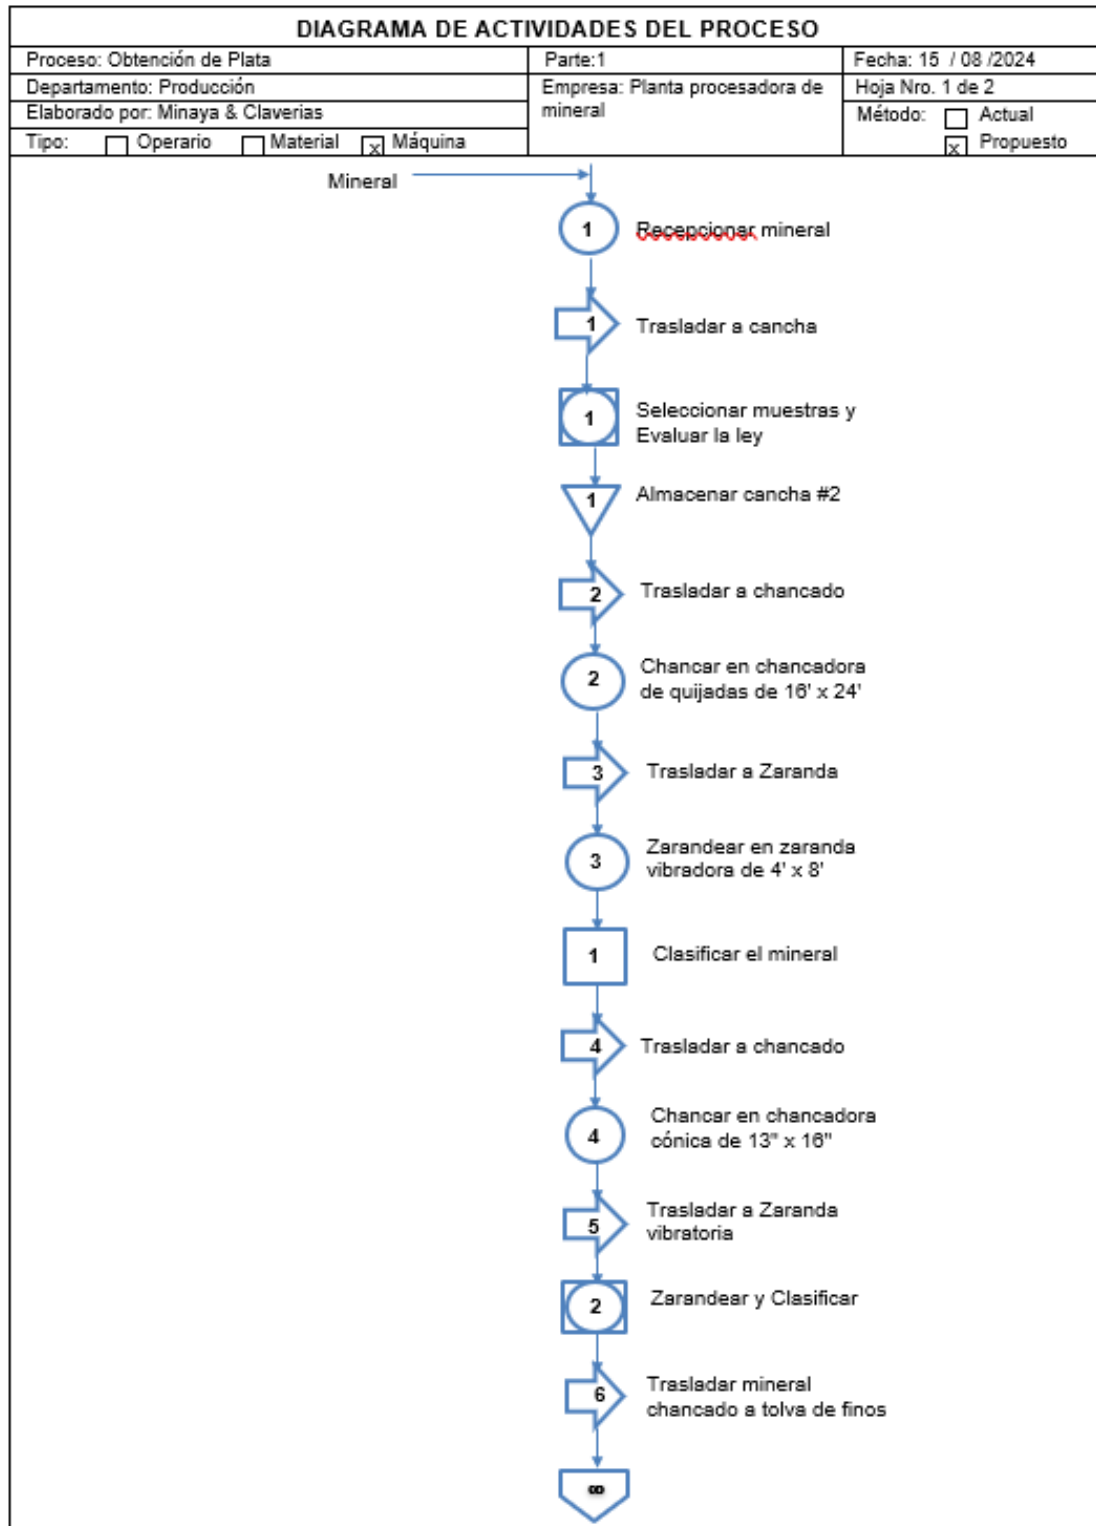 DIAGRAMA DE ACTIVIDADES DEL PROCESO
Proceso: Obtención de Plata
Parte:1
Fecha: 15 / 08 /2024
Departamento: Producción
Empresa: Planta procesadora de
mineral
Hoja Nro. 1 de 2
Elaborado por: Minaya & Claverias
Método:
Actual
Tipo:
Operario
Material
x
Máquina
x
Propuesto
Mineral
1
Recepcionar mineral
1
Trasladar a cancha
1
Seleccionar muestras y
Evaluar la ley
1
Almacenar cancha #2
2
Trasladar a chancado
2
Chancar en chancadora
de quijadas de 16' x 24'
3
Trasladar a Zaranda
3
Zarandear en zaranda
vibradora de 4' x 8'
1
Clasificar el mineral
4
Trasladar a chancado
4
Chancar en chancadora
cónica de 13" x 16"
5
Trasladar a Zaranda
vibratoria
2
Zarandear y Clasificar
6
Trasladar mineral
chancado a tolva de finos
∞